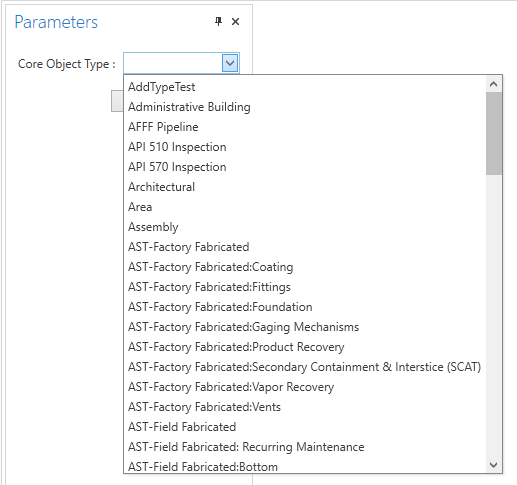 Parameters
Core Object Type :
AddTypeTest
Administrative Building
AFFF Pipeline
API 510 Inspection
API 570 Inspection
Architectural
Area
Assembly
AST-Factory Fabricated
AST-Factory Fabricated:Coating
AST-Factory Fabricated:Fittings
AST-Factory Fabricated:Foundation
AST-Factory Fabricated:Gaging Mechanisms
AST-Factory Fabricated:Product Recovery
AST-Factory Fabricated:Secondary Containment & Interstice (SCAT)
AST-Factory Fabricated:Vapor Recovery
AST-Factory Fabricated:Vents
AST-Field Fabricated
AST-Field Fabricated: Recurring Maintenance
AST-Field Fabricated:Bottom